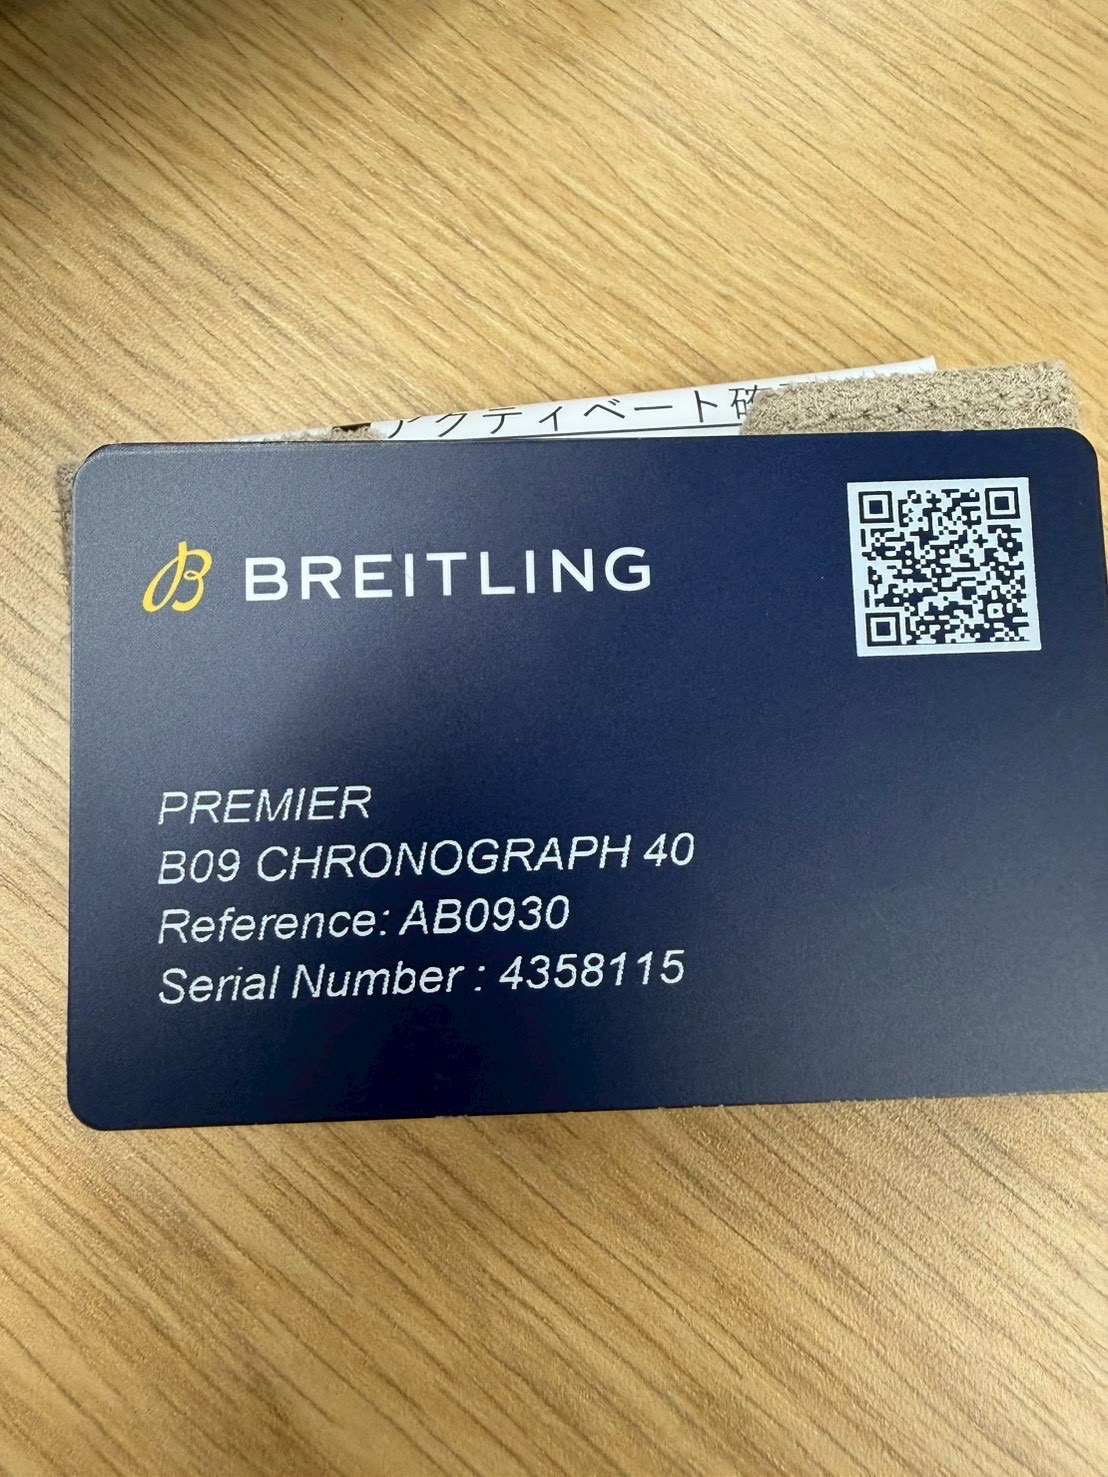 アクティベート確
BREITLING
PREMIER
B09 CHRONOGRAPH 40
Reference: AB0930
Serial Number : 4358115